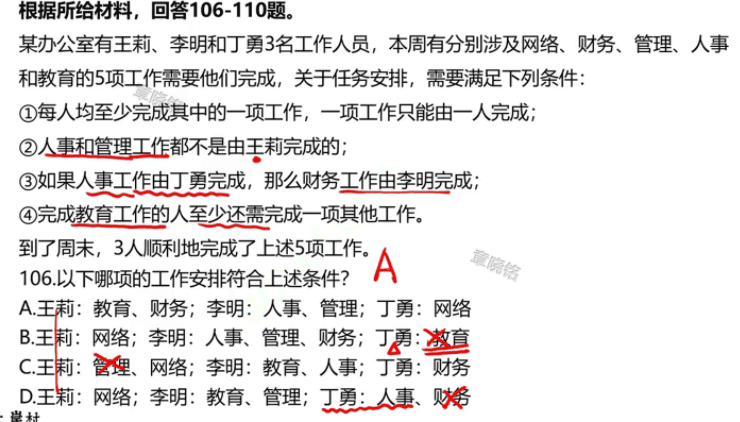 根据所给材料，回答106-110题。
某办公室有王莉、李明和丁勇3名工作人员，本周有分别涉及网络、财务、管理、人事
和教育的5项工作需要他们完成，关于任务安排，需要满足下列条件：
①每人均至少完成其中的一项工作，一项工作只能由一人完成；
②人事和管理工作都不是由王莉完成的；
③如果人事工作由丁勇完成，那么财务工作由李明完成；
④完成教育工作的人至少还需完成一项其他工作。
到了周末，3人顺利地完成了上述5项工作。
106.以下哪项的工作安排符合上述条件？ A
A.王莉：教育、财务；李明：人事、管理；丁勇：网络
B.王莉：网络；李明：人事、管理、财务；丁勇：教育
C.王莉：管理、网络；李明：教育、人事；丁勇：财务
D.王莉：网络；李明：教育、管理；丁勇：人事、财务
章晓铭
章晓铭